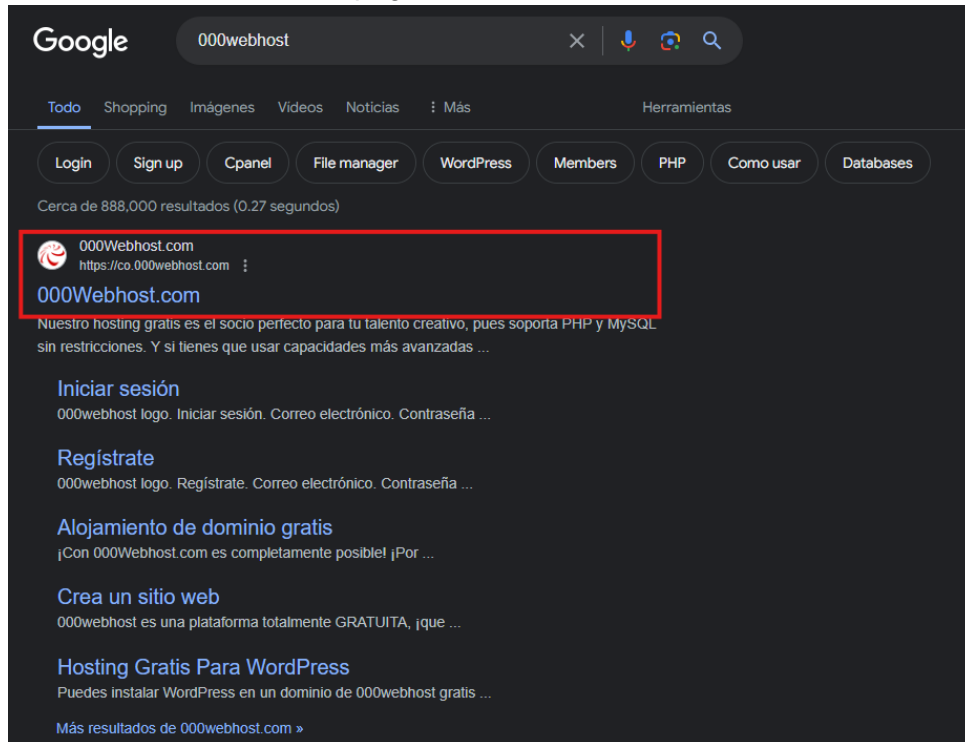 Google
000webhost
Todo Shopping Imágenes Videos Noticias Más Herramientas
Login Sign up Cpanel File manager WordPress Members PHP Como usar Databases
Cerca de 888,000 resultados (0.27 segundos)
000Webhost.com
https://co.000webhost.com
000Webhost.com
Nuestro hosting gratis es el socio perfecto para tu talento creativo, pues soporta PHP y MySQL
sin restricciones. Y si tienes que usar capacidades más avanzadas ...
Iniciar sesión
000webhost logo. Iniciar sesión. Correo electrónico. Contraseña ...
Regístrate
000webhost logo. Regístrate. Correo electrónico. Contraseña ...
Alojamiento de dominio gratis
¡Con 000Webhost.com es completamente posible! ¡Por ...
Crea un sitio web
000webhost es una plataforma totalmente GRATUITA, ¡que ...
Hosting Gratis Para WordPress
Puedes instalar WordPress en un dominio de 000webhost gratis ...
Más resultados de 000webhost.com »